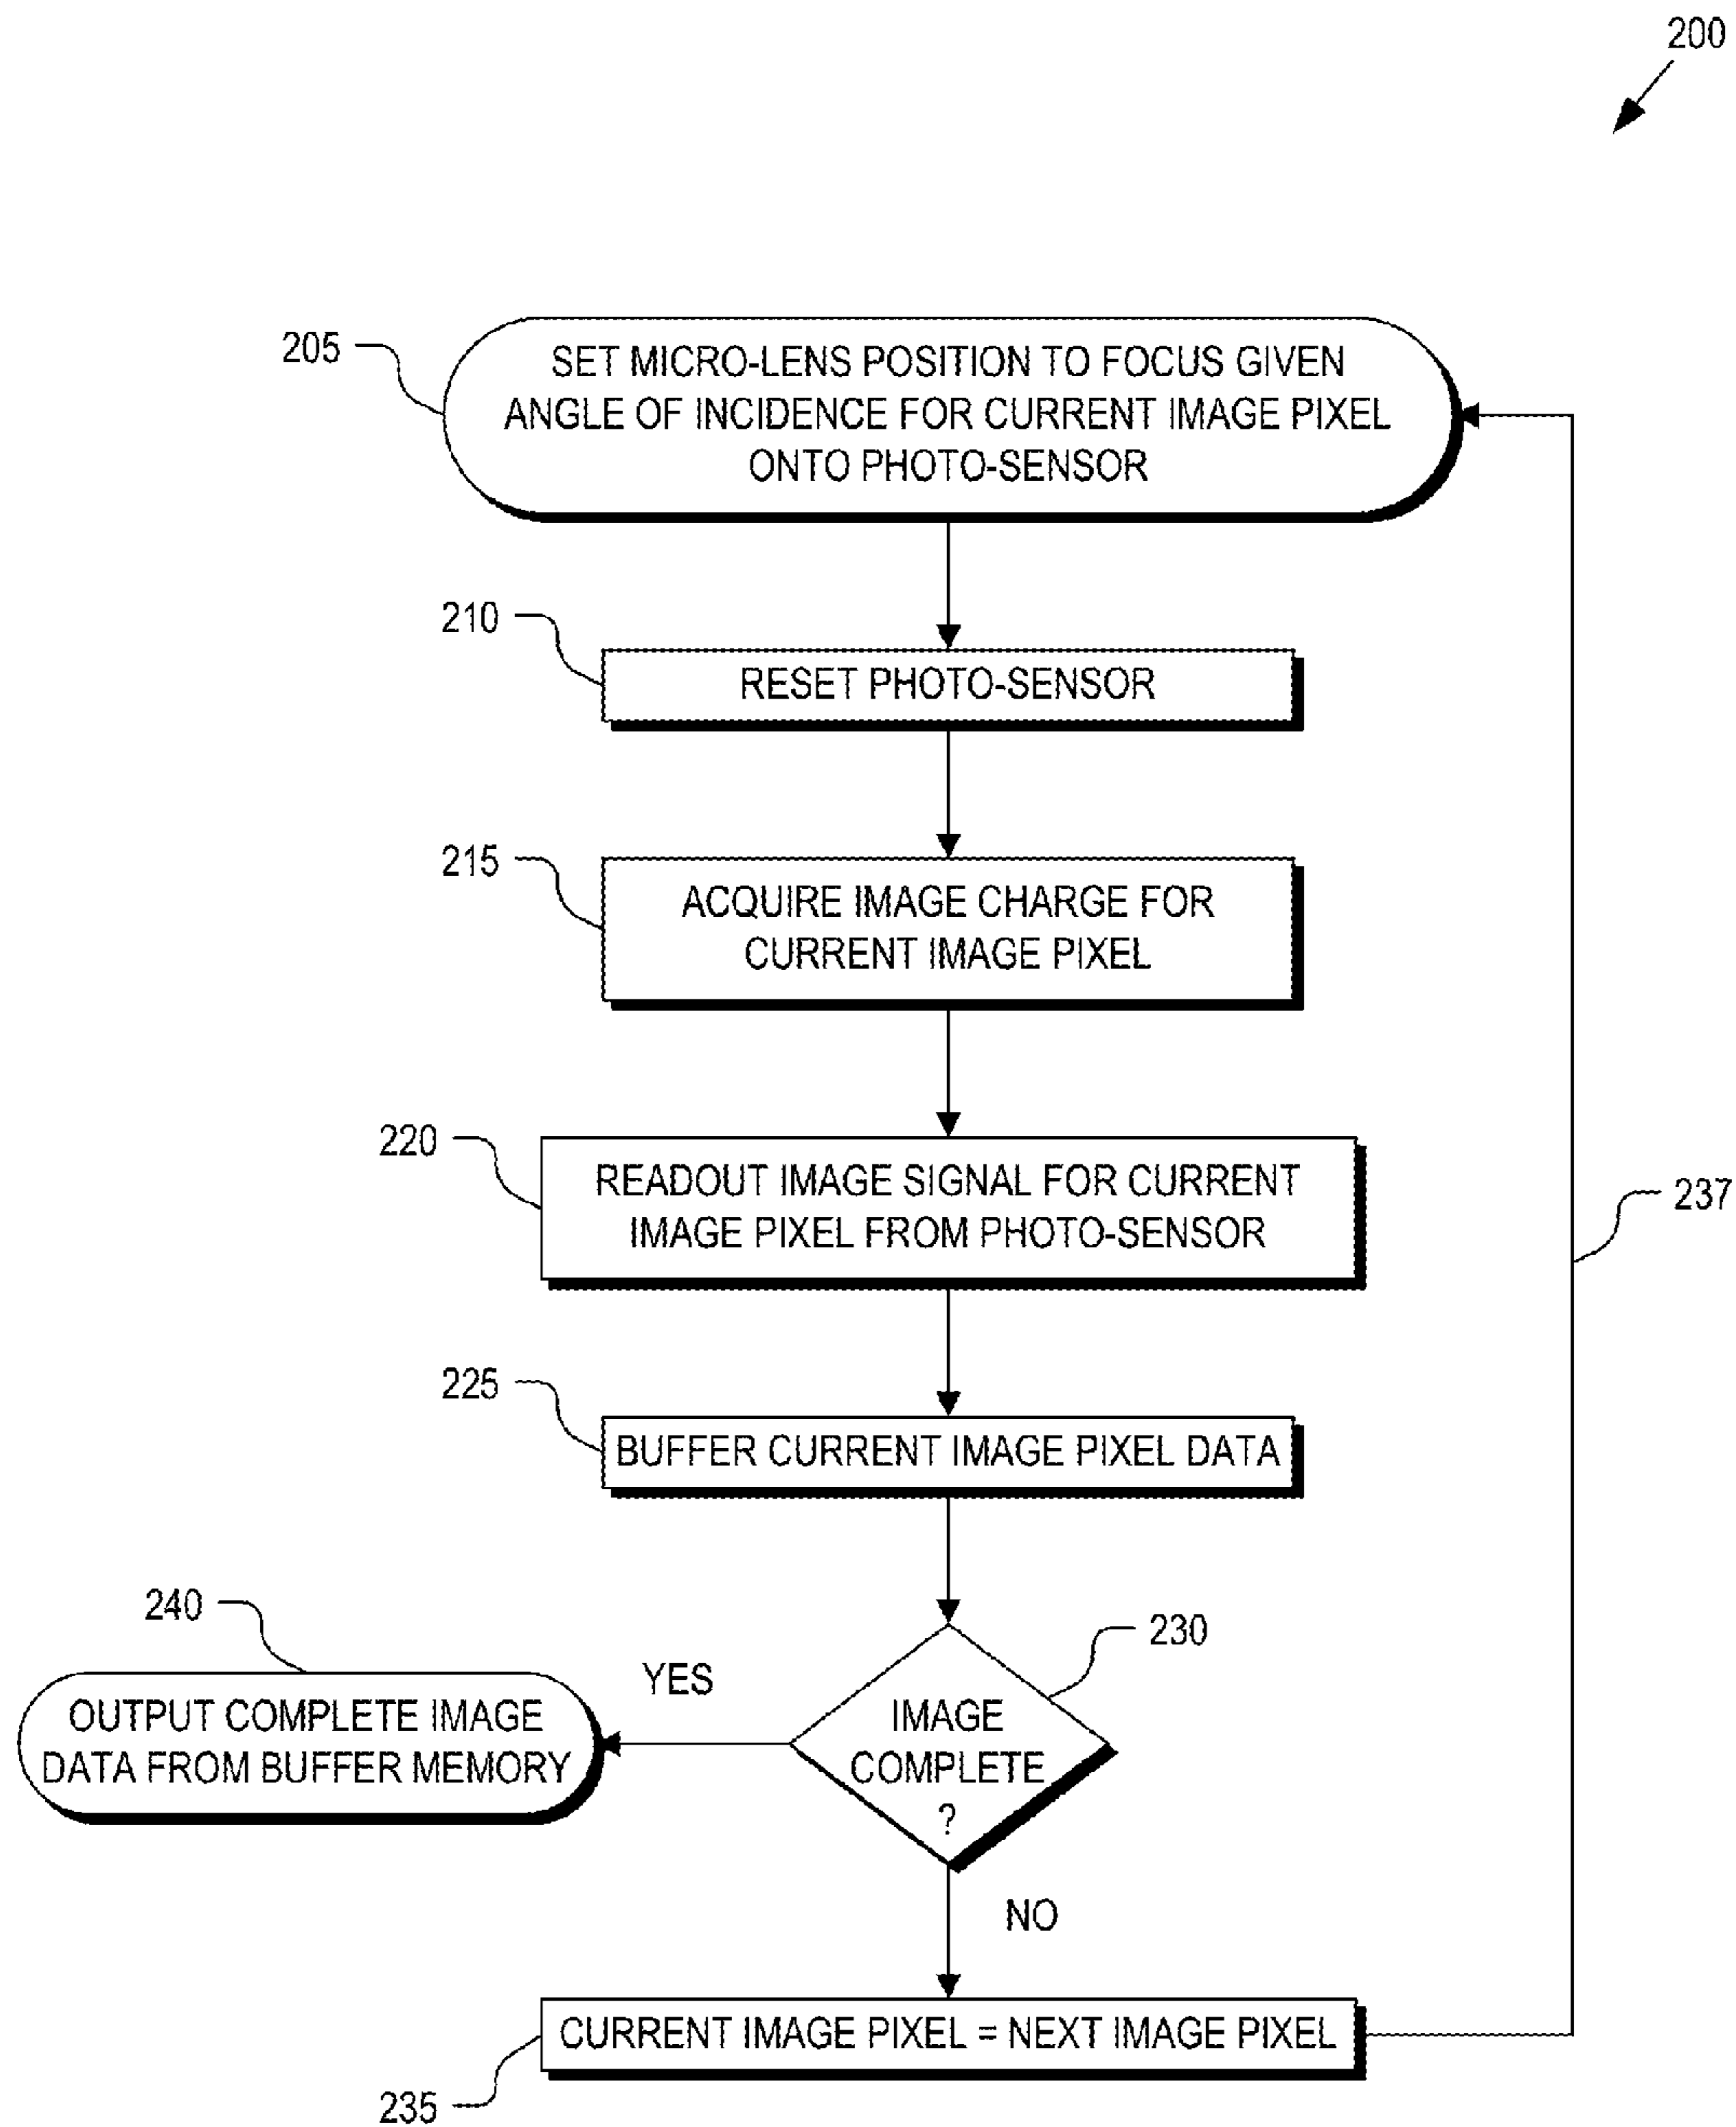 200
205
SET MICRO-LENS POSITION TO FOCUS GIVEN
ANGLE OF INCIDENCE FOR CURRENT IMAGE PIXEL
ONTO PHOTO-SENSOR
210
RESET PHOTO-SENSOR
215
ACQUIRE IMAGE CHARGE FOR
CURRENT IMAGE PIXEL
220
READOUT IMAGE SIGNAL FOR CURRENT
IMAGE PIXEL FROM PHOTO-SENSOR
237
225
BUFFER CURRENT IMAGE PIXEL DATA
240
230
YES
OUTPUT COMPLETE IMAGE
DATA FROM BUFFER MEMORY
IMAGE
COMPLETE
?
NO
CURRENT IMAGE PIXEL = NEXT IMAGE PIXEL
235